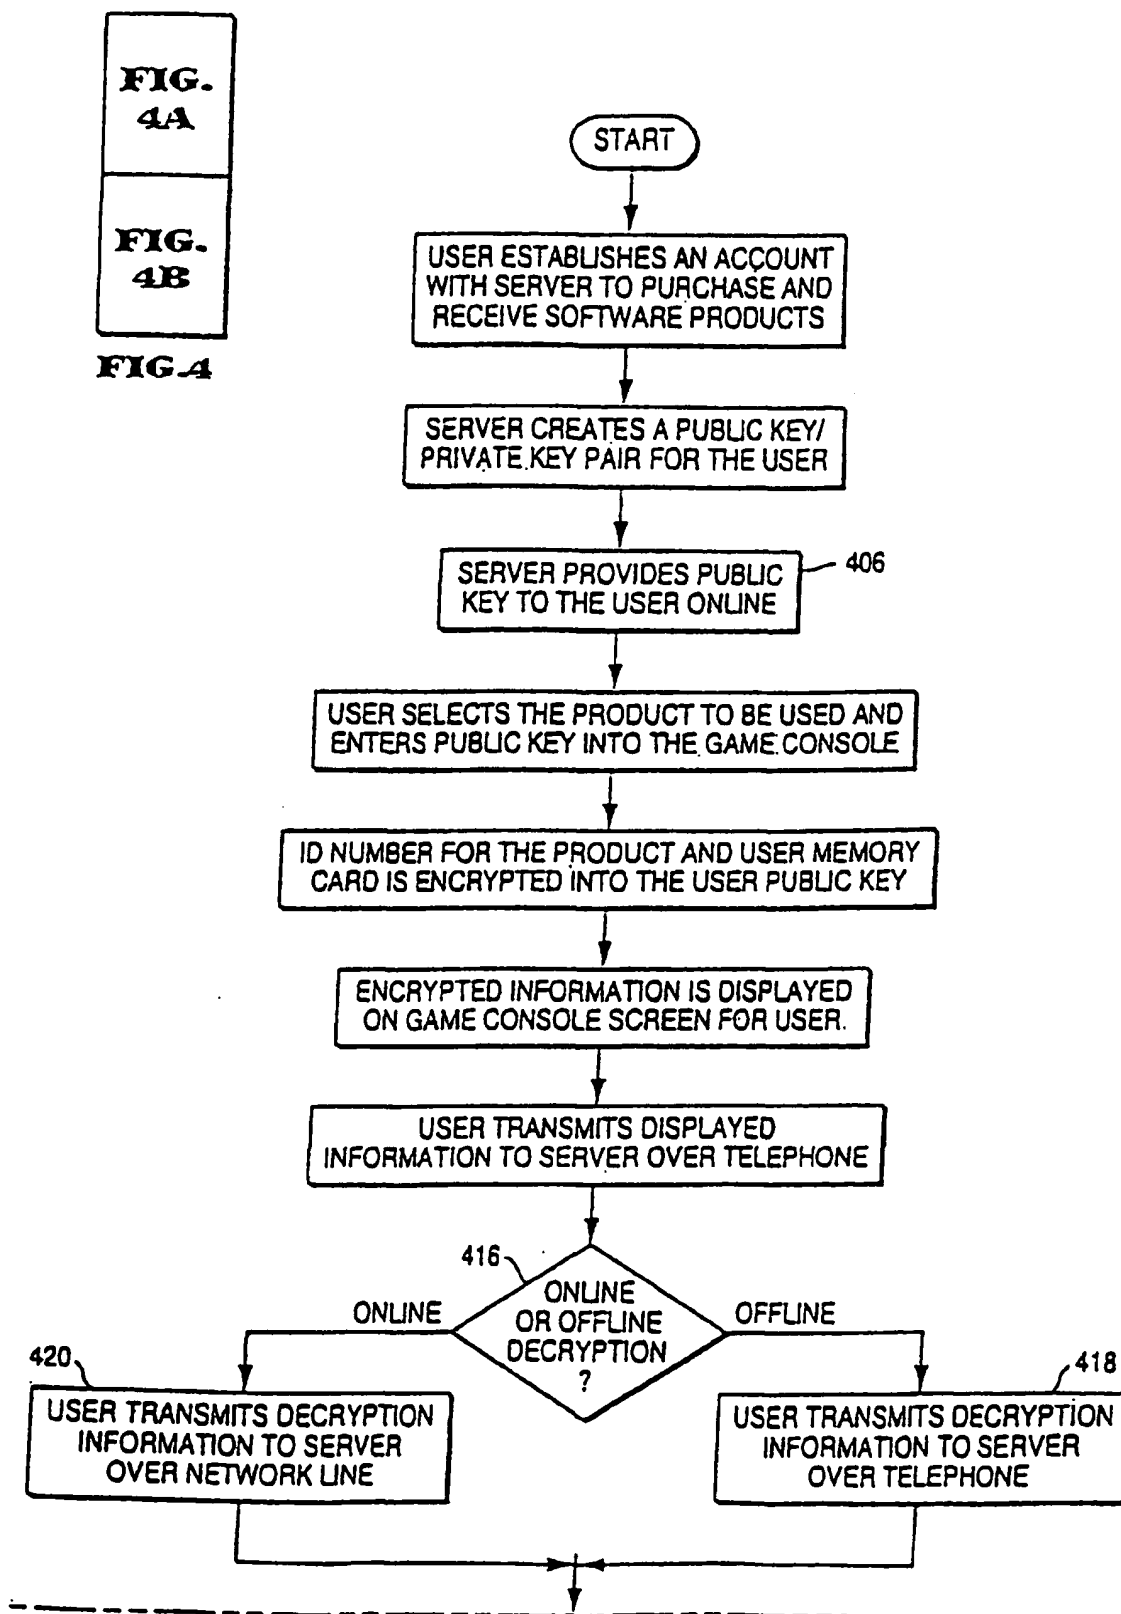 FIG.
4A
FIG.
4B
FIG.4
START
USER ESTABLISHES AN ACCOUNT
WITH SERVER TO PURCHASE AND
RECEIVE SOFTWARE PRODUCTS
SERVER CREATES A PUBLIC KEY/
PRIVATE KEY PAIR FOR THE USER
SERVER PROVIDES PUBLIC
KEY TO THE USER ONLINE
406
USER SELECTS THE PRODUCT TO BE USED AND
ENTERS PUBLIC KEY INTO THE GAME CONSOLE
ID NUMBER FOR THE PRODUCT AND USER MEMORY
CARD IS ENCRYPTED INTO THE USER PUBLIC KEY
ENCRYPTED INFORMATION IS DISPLAYED
ON GAME CONSOLE SCREEN FOR USER.
USER TRANSMITS DISPLAYED
INFORMATION TO SERVER OVER TELEPHONE
416
ONLINE
OR OFFLINE
DECRYPTION
?
ONLINE
OFFLINE
420
USER TRANSMITS DECRYPTION
INFORMATION TO SERVER
OVER NETWORK LINE
418
USER TRANSMITS DECRYPTION
INFORMATION TO SERVER
OVER TELEPHONE